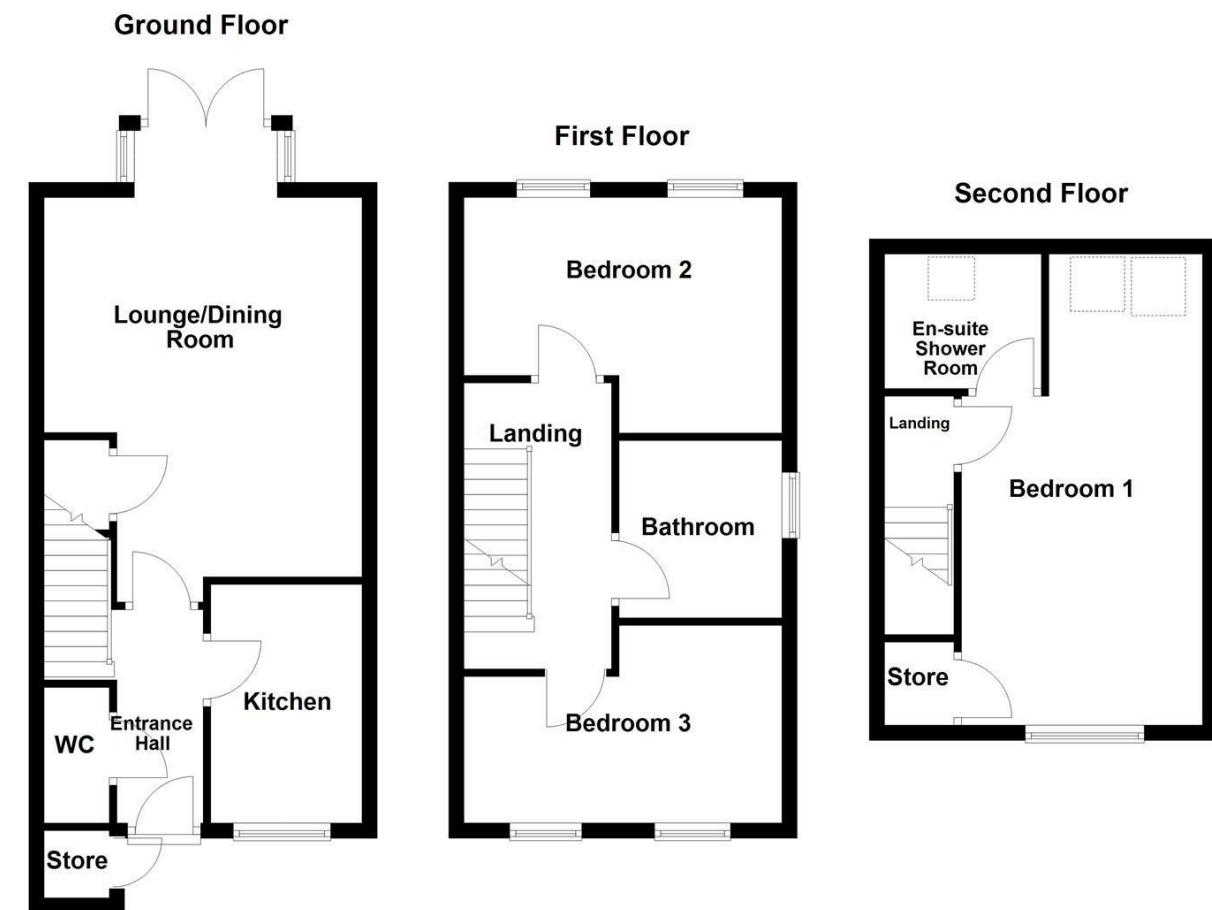 Ground Floor
Lounge/Dining
Room
Kitchen
Entrance
Hall
WC
Store
First Floor
Bedroom 2
Landing
Bathroom
Bedroom 3
Second Floor
En-suite
Shower
Room
Landing
Bedroom 1
Store